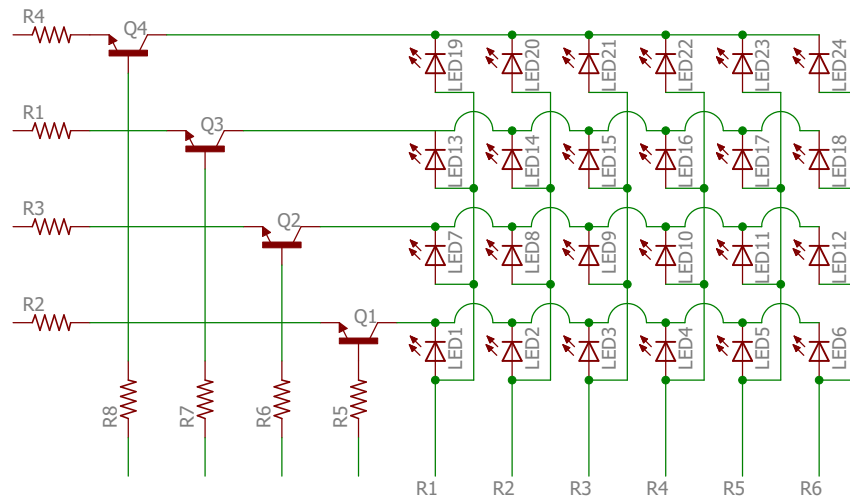 R4
Q4
LED19
LED20
LED21
LED22
LED23
LED24
R1
Q3
LED13
LED14
LED15
LED16
LED17
LED18
R3
Q2
LED7
LED8
LED9
LED10
LED11
LED12
R2
Q1
LED1
LED2
LED3
LED4
LED5
LED6
R8
R7
R6
R5
R1
R2
R3
R4
R5
R6